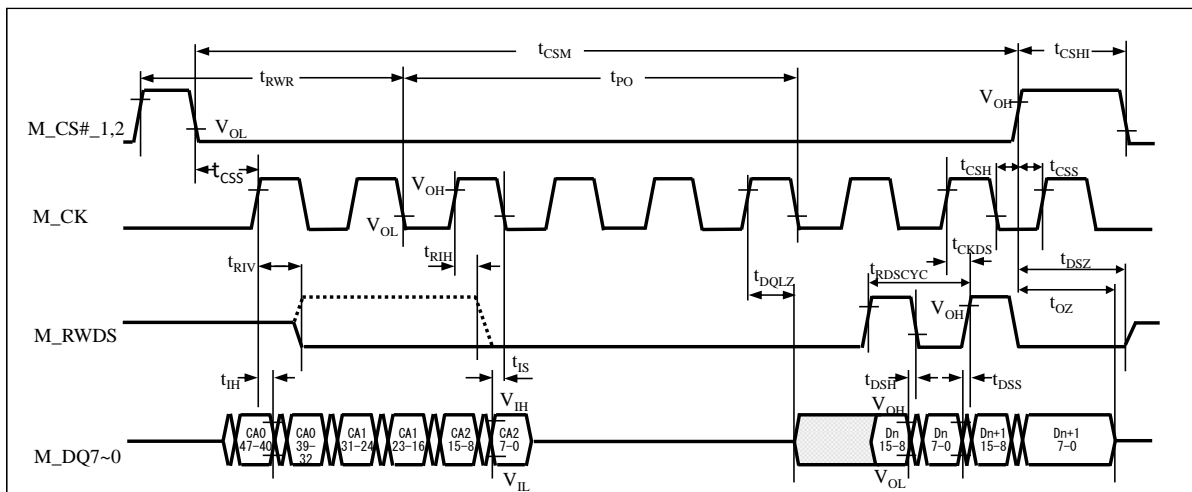 tCSM
tCSHI
tRWR
tPO
M_CS#_1,2
VOL
VOH
tCSS
tCSH
tCSS
M_CK
VOH
VOL
tRIV
tRIH
tDQLZ
tCKDS
tRDSCYC
tDSZ
tOZ
M_RWDS
VOH
tIH
tIS
tDSH
tDSS
VIH
VOH
M_DQ7~0
CA0
47-40
CA0
39-
32
CA1
31-24
CA1
23-16
CA2
15-8
CA2
7-0
Dn
15-8
Dn
7-0
Dn+1
15-8
Dn+1
7-0
VIL
VOL